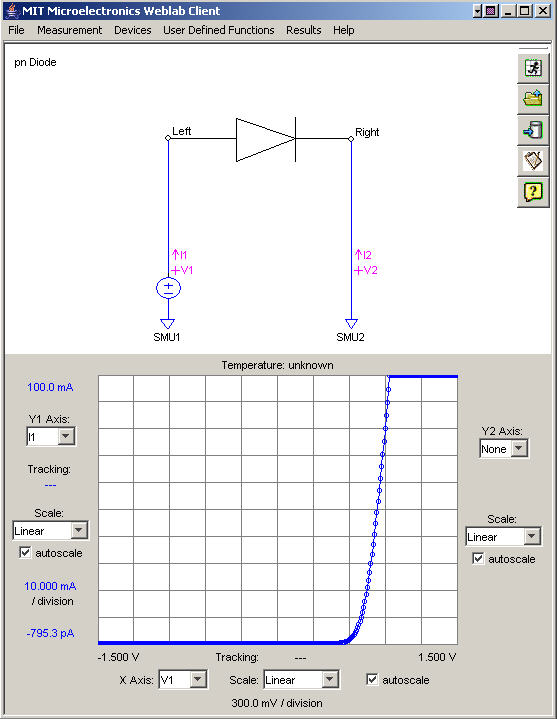 MIT Microelectronics Weblab Client
File Measurement Devices User Defined Functions Results Help
pn Diode
Left
Right
I1
+V1
I2
+V2
SMU1
SMU2
Temperature: unknown
100.0 mA
Y1 Axis:
I1
Tracking:
---
Scale:
Linear
autoscale
10.000 mA
/ division
-795.3 pA
Y2 Axis:
None
Scale:
Linear
autoscale
-1.500 V Tracking: --- 1.500 V
X Axis: V1 Scale: Linear autoscale
300.0 mV / division